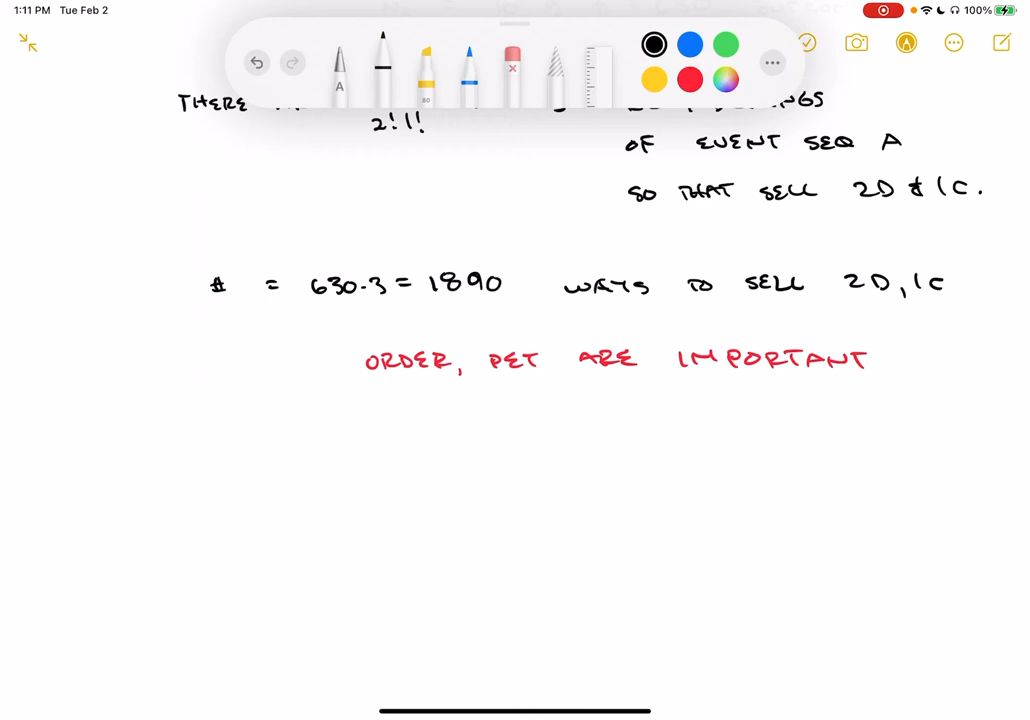 1:11 PM Tue Feb 2
100%
A
80
THERE
2!1!
OF EVENT SEQ A
SO THAT SELL 2D & 1C.
# = 630·3 = 1890 WAYS TO SELL 2D, 1C
ORDER, PET ARE IMPORTANT